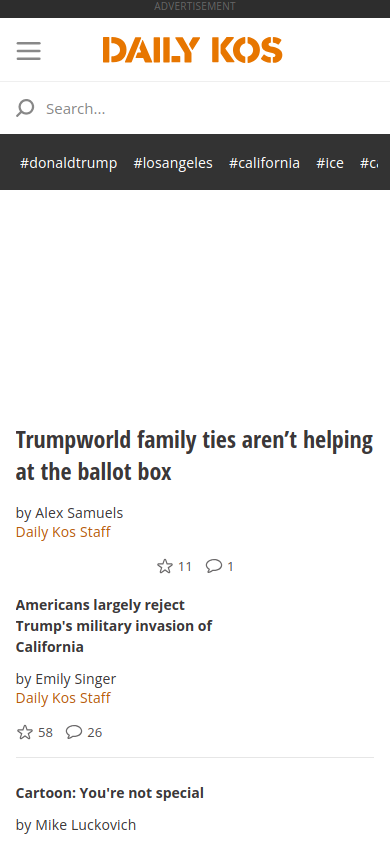 ADVERTISEMENT
DAILY KOS
Search...
#donaldtrump #losangeles #california #ice
Trumpworld family ties aren’t helping
at the ballot box
by Alex Samuels
Daily Kos Staff
11 1
Americans largely reject
Trump's military invasion of
California
by Emily Singer
Daily Kos Staff
58 26
Cartoon: You're not special
by Mike Luckovich